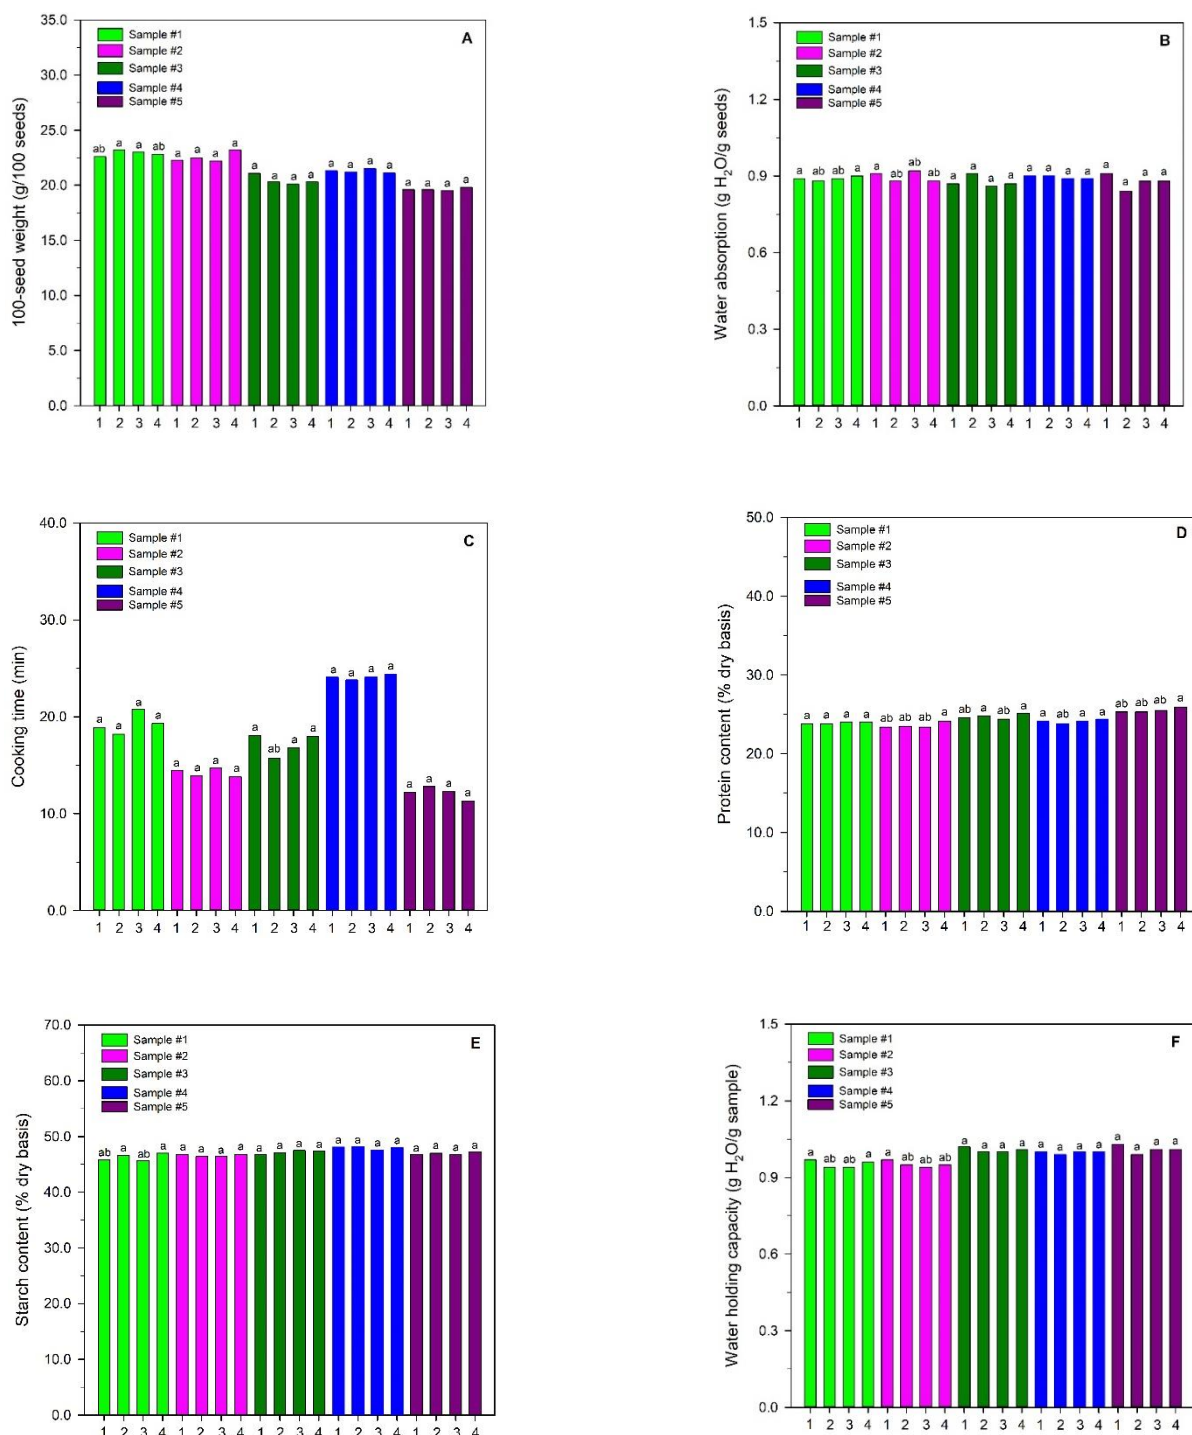 35.0
30.0
25.0
20.0
15.0
10.0
5.0
0.0
100-seed weight (g/100 seeds)
Sample #1
Sample #2
Sample #3
Sample #4
Sample #5
A
ab a a ab a a a a a a a a a a a a a a a a
1 2 3 4 1 2 3 4 1 2 3 4 1 2 3 4 1 2 3 4
1.5
1.2
0.9
0.6
0.3
0.0
Water absorption (g H₂O/g seeds)
Sample #1
Sample #2
Sample #3
Sample #4
Sample #5
B
a ab ab a a ab ab ab a a a a a a a a a a a a
1 2 3 4 1 2 3 4 1 2 3 4 1 2 3 4 1 2 3 4
40.0
30.0
20.0
10.0
0.0
Cooking time (min)
Sample #1
Sample #2
Sample #3
Sample #4
Sample #5
C
a a a a a a a a a ab a a a a a a a a a a
1 2 3 4 1 2 3 4 1 2 3 4 1 2 3 4 1 2 3 4
50.0
40.0
30.0
20.0
10.0
0.0
Protein content (% dry basis)
Sample #1
Sample #2
Sample #3
Sample #4
Sample #5
D
a a a a ab ab ab a ab a ab a a ab a a ab ab ab a
1 2 3 4 1 2 3 4 1 2 3 4 1 2 3 4 1 2 3 4
70.0
60.0
50.0
40.0
30.0
20.0
10.0
0.0
Starch content (% dry basis)
Sample #1
Sample #2
Sample #3
Sample #4
Sample #5
E
ab a ab a a a a a a a a a a a a a a a a a
1 2 3 4 1 2 3 4 1 2 3 4 1 2 3 4 1 2 3 4
1.5
1.2
0.9
0.6
0.3
0.0
Water holding capacity (g H₂O/g sample)
Sample #1
Sample #2
Sample #3
Sample #4
Sample #5
F
a ab ab a a ab ab ab a a a a a a a a a a a a
1 2 3 4 1 2 3 4 1 2 3 4 1 2 3 4 1 2 3 4